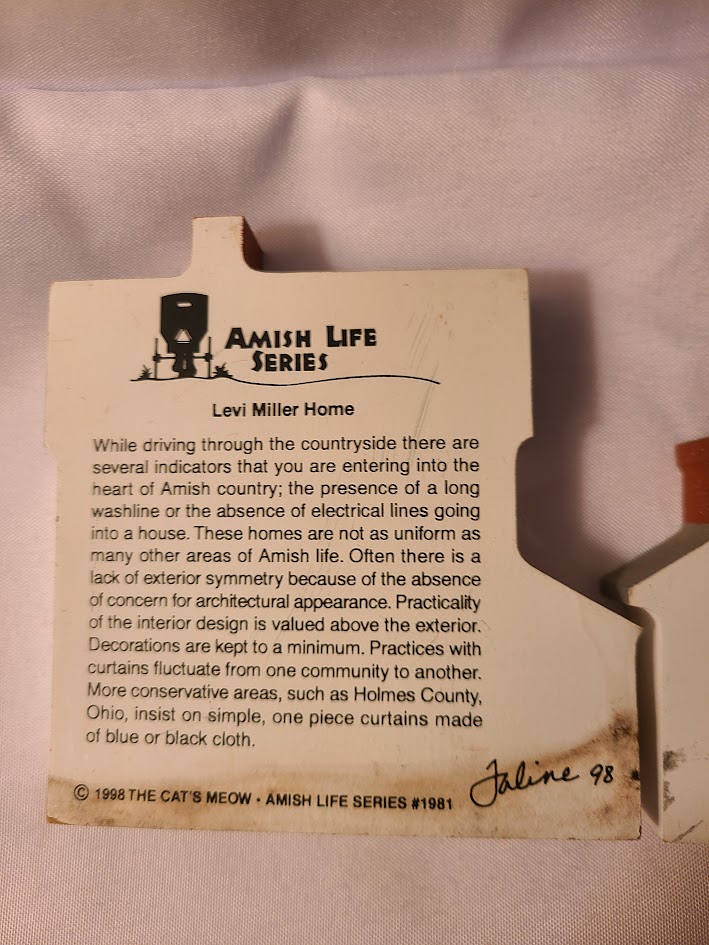 AMISH LIFE
SERIES
Levi Miller Home
While driving through the countryside there are
several indicators that you are entering into the
heart of Amish country; the presence of a long
washline or the absence of electrical lines going
into a house. These homes are not as uniform as
many other areas of Amish life. Often there is a
lack of exterior symmetry because of the absence
of concern for architectural appearance. Practicality
of the interior design is valued above the exterior.
Decorations are kept to a minimum. Practices with
curtains fluctuate from one community to another.
More conservative areas, such as Holmes County,
Ohio, insist on simple, one piece curtains made
of blue or black cloth.
Faline 98
© 1998 THE CAT'S MEOW • AMISH LIFE SERIES #1981